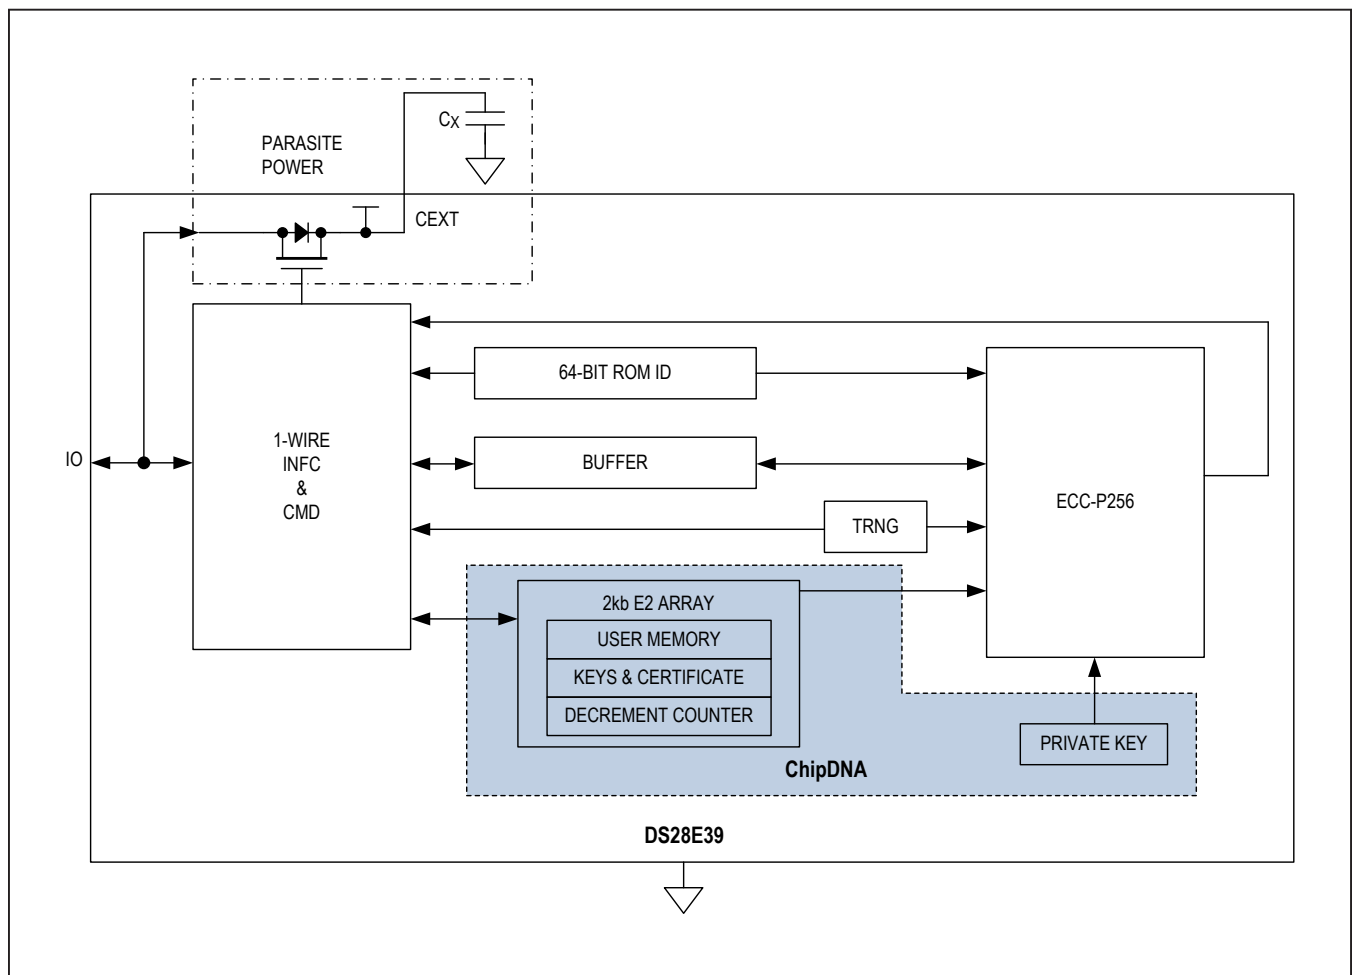 PARASITE
POWER
CX
CEXT
64-BIT ROM ID
IO
1-WIRE
INFC
&
CMD
BUFFER
ECC-P256
TRNG
2kb E2 ARRAY
USER MEMORY
KEYS & CERTIFICATE
DECREMENT COUNTER
PRIVATE KEY
ChipDNA
DS28E39